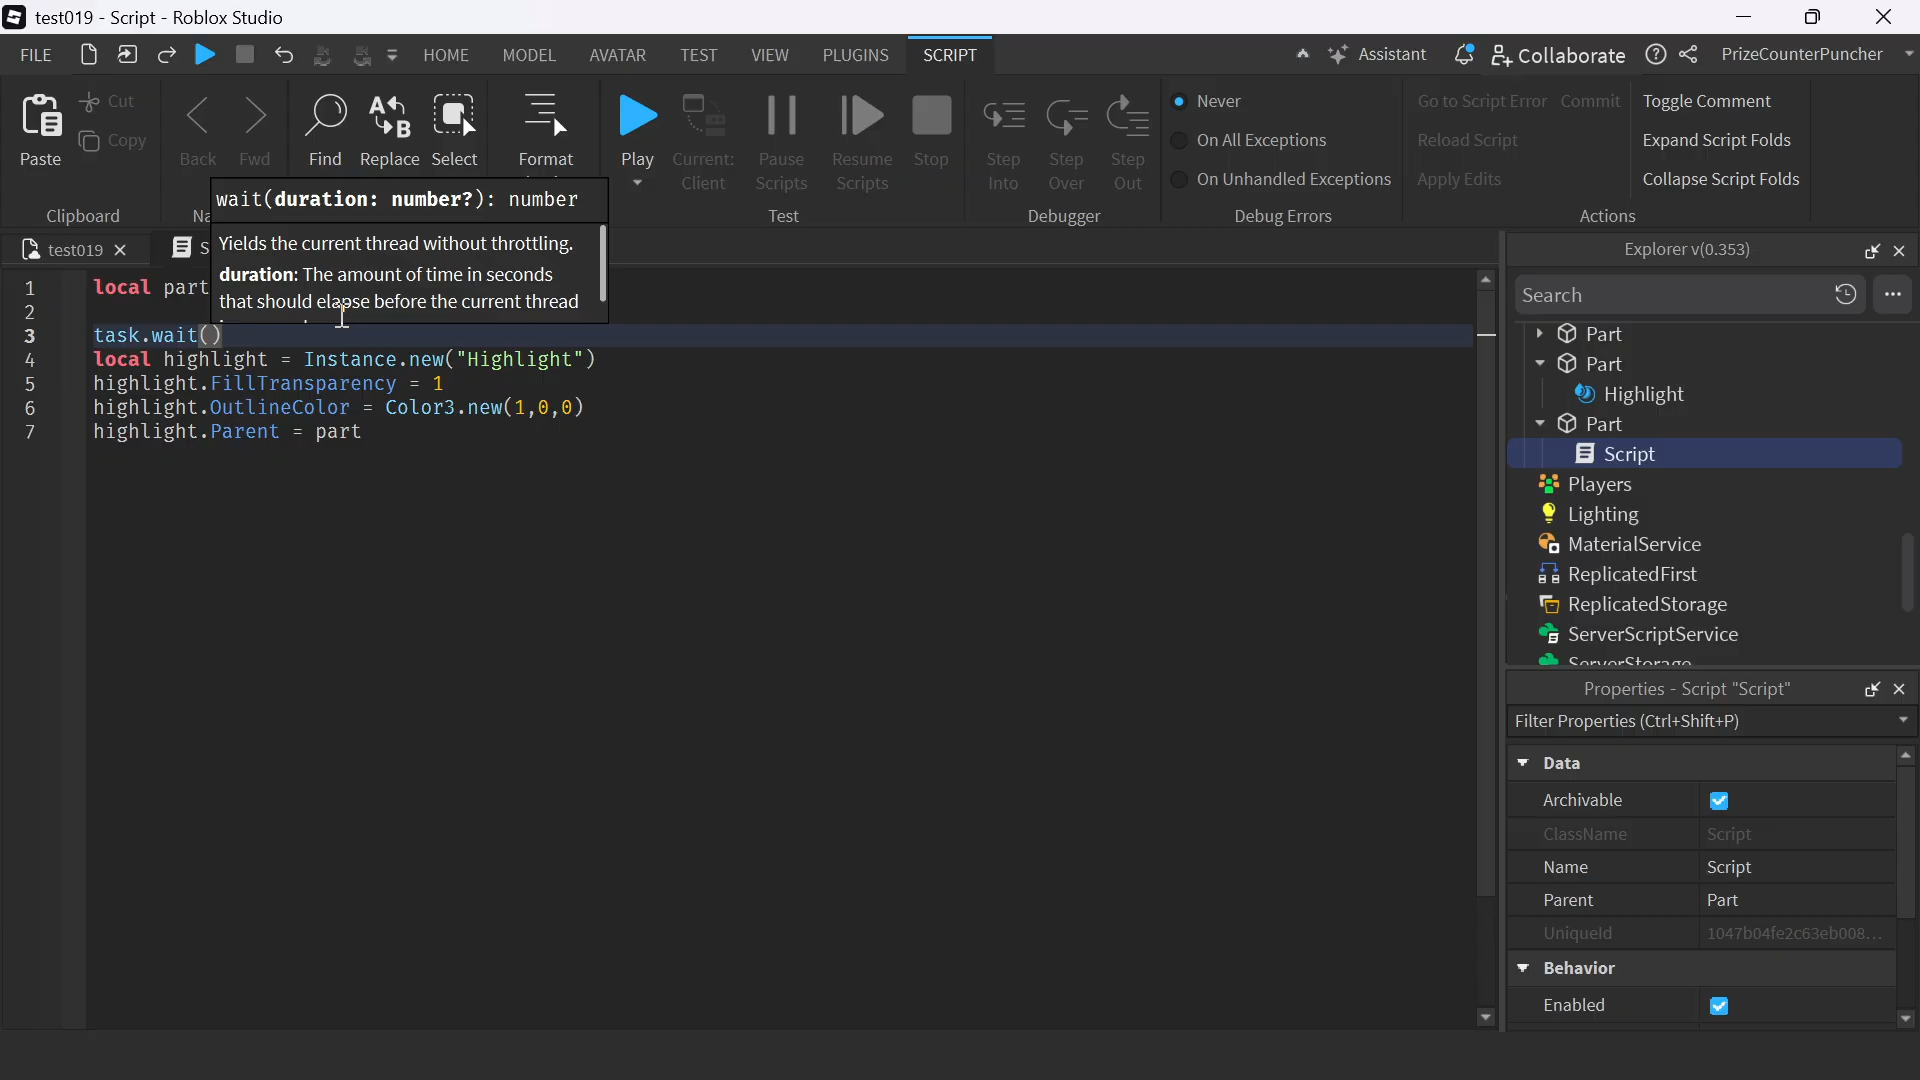 test019 - Script - Roblox Studio
FILE HOME MODEL AVATAR TEST VIEW PLUGINS SCRIPT Assistant Collaborate PrizeCounterPuncher
Paste Cut Copy
Clipboard
Back Fwd
Find Replace Select
Format
Play Current: Client Pause Scripts Resume Scripts Stop
Test
Step Into Step Over Step Out
Debugger
Never
On All Exceptions
On Unhandled Exceptions
Debug Errors
Go to Script Error Commit
Reload Script
Apply Edits
Toggle Comment
Expand Script Folds
Collapse Script Folds
Actions
wait(duration: number?): number
Yields the current thread without throttling.
duration: The amount of time in seconds
that should elapse before the current thread
test019
1 local part
2
3 task.wait()
4 local highlight = Instance.new("Highlight")
5 highlight.FillTransparency = 1
6 highlight.OutlineColor = Color3.new(1,0,0)
7 highlight.Parent = part
Explorer v(0.353)
Search
Part
Part
Highlight
Part
Script
Players
Lighting
MaterialService
ReplicatedFirst
ReplicatedStorage
ServerScriptService
ServerStorage
Properties - Script "Script"
Filter Properties (Ctrl+Shift+P)
Data
Archivable
ClassName Script
Name Script
Parent Part
UniqueId 1047b04fe2c63eb008...
Behavior
Enabled